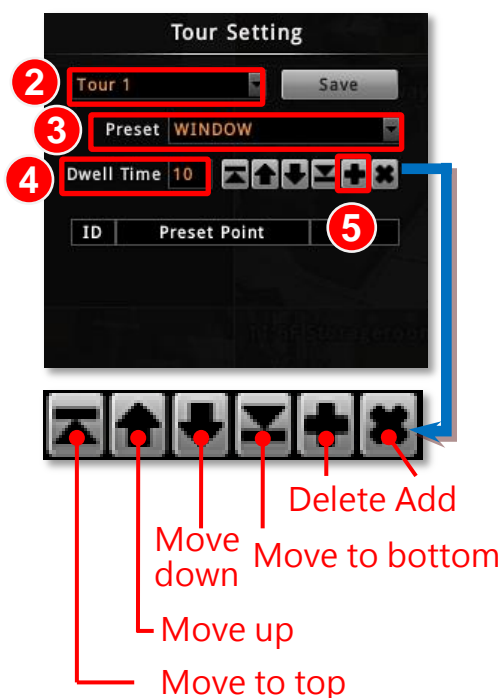 Tour Setting
2 Tour 1 Save
3 Preset WINDOW
4 Dwell Time 10
5
ID Preset Point
Delete Add
Move down
Move to bottom
Move up
Move to top